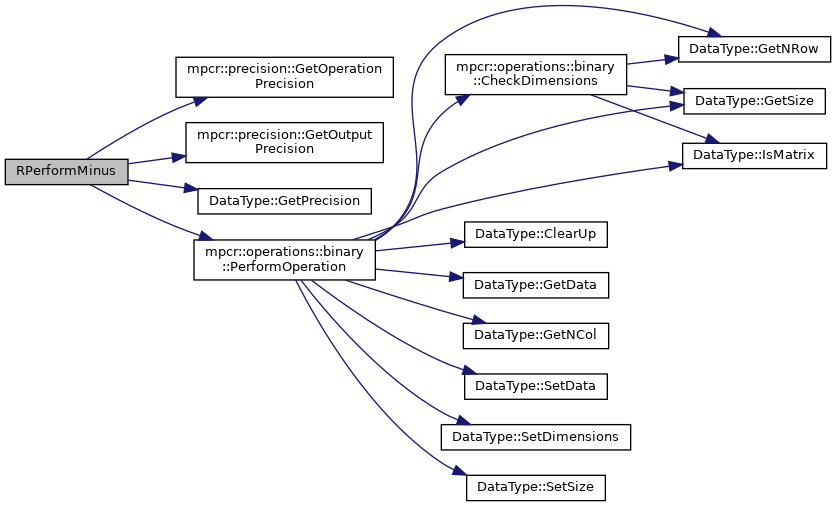 RPerformMinus
mpcr::precision::GetOperation
Precision
mpcr::precision::GetOutput
Precision
DataType::GetPrecision
mpcr::operations::binary
::PerformOperation
mpcr::operations::binary
::CheckDimensions
DataType::ClearUp
DataType::GetData
DataType::GetNCol
DataType::SetData
DataType::SetDimensions
DataType::SetSize
DataType::GetNRow
DataType::GetSize
DataType::IsMatrix